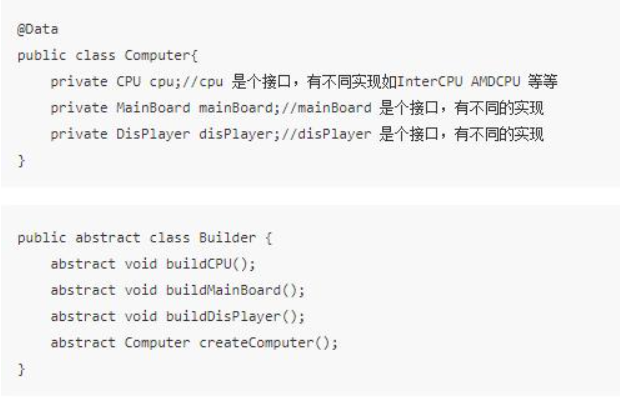 @Data
public class Computer{
    private CPU cpu;//cpu 是个接口，有不同实现如InterCPU AMDCPU 等等
    private MainBoard mainBoard;//mainBoard 是个接口，有不同的实现
    private DisPlayer disPlayer;//disPlayer 是个接口，有不同的实现
}
public abstract class Builder {
    abstract void buildCPU();
    abstract void buildMainBoard();
    abstract void buildDisPlayer();
    abstract Computer createComputer();
}